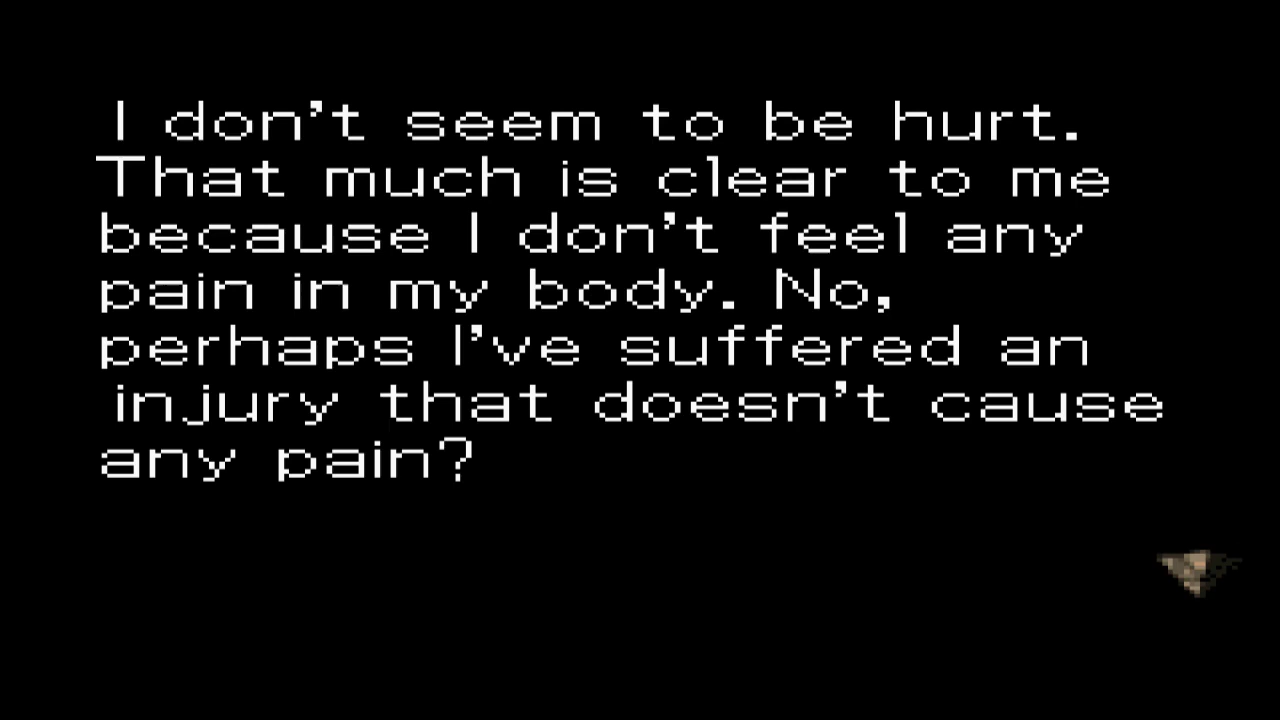 I don't seem to be hurt.
That much is clear to me
because I don't feel any
pain in my body. No,
perhaps I've suffered an
injury that doesn't cause
any pain?